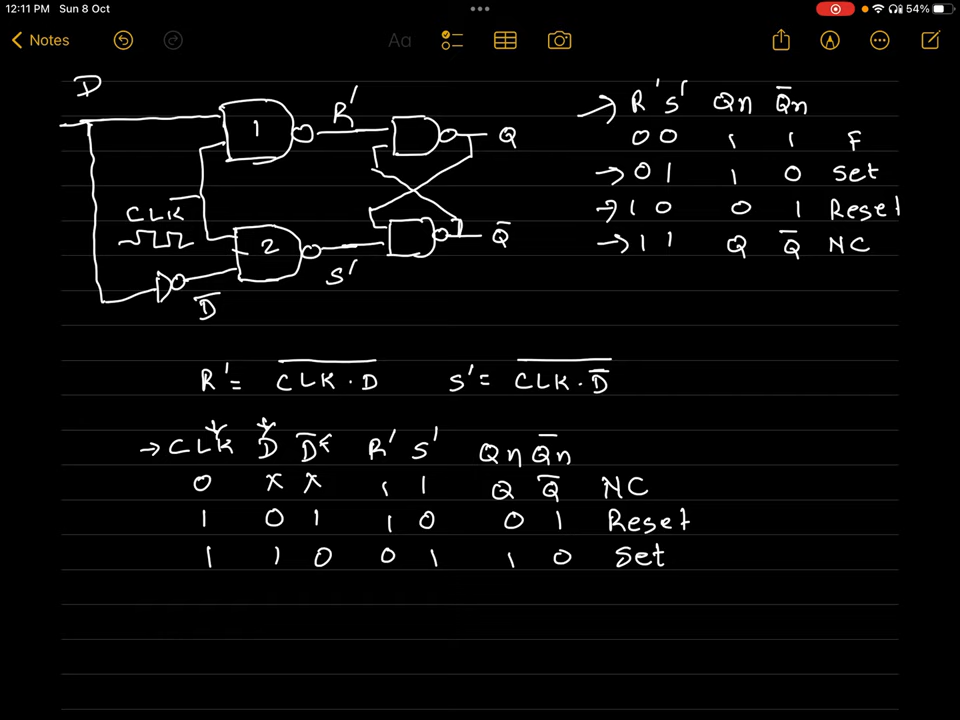 12:11 PM Sun 8 Oct 54%
Notes Aa
D
1 R' Q
CLK
2 S' Q̅
D̅
R' S' Qn Q̅n
0 0 1 1 F
→ 0 1 1 0 Set
→ 1 0 0 1 Reset
→ 1 1 Q Q̅ NC
R' = C̅L̅K̅ ̅·̅ ̅D̅ S' = C̅L̅K̅ ̅·̅ ̅D̅̅
→ CLK D D̅ R' S' Qn Q̅n
0 x x 1 1 Q Q̅ NC
1 0 1 1 0 0 1 Reset
1 1 0 0 1 1 0 Set